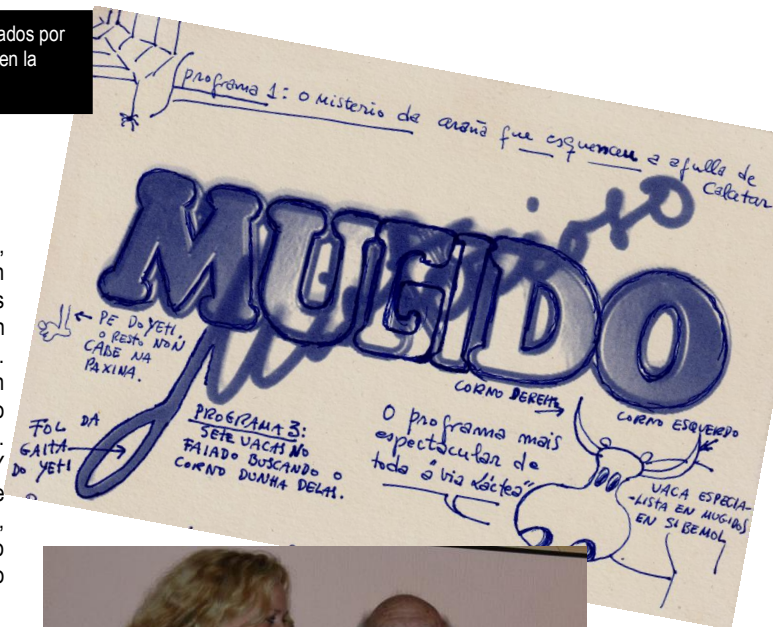 ados por
en la
programa 1: o misterio da araña que esquenceu a agulla de
Calcetar
MUGIDO
← PE DO YETI,
O RESTO NON
CABE NA
PAXINA.
FOL DA
GAITA
DO YETI
PROGRAMA 3:
SETE VACAS NO
FAIADO BUSCANDO O
CORNO DUNHA DELAS.
O programa mais
espectacular de
toda a "via Láctea"
CORNO DEREITO
CORNO ESQUERDO
VACA ESPECIA-
-LISTA EN MUGIDOS
EN SI BEMOL